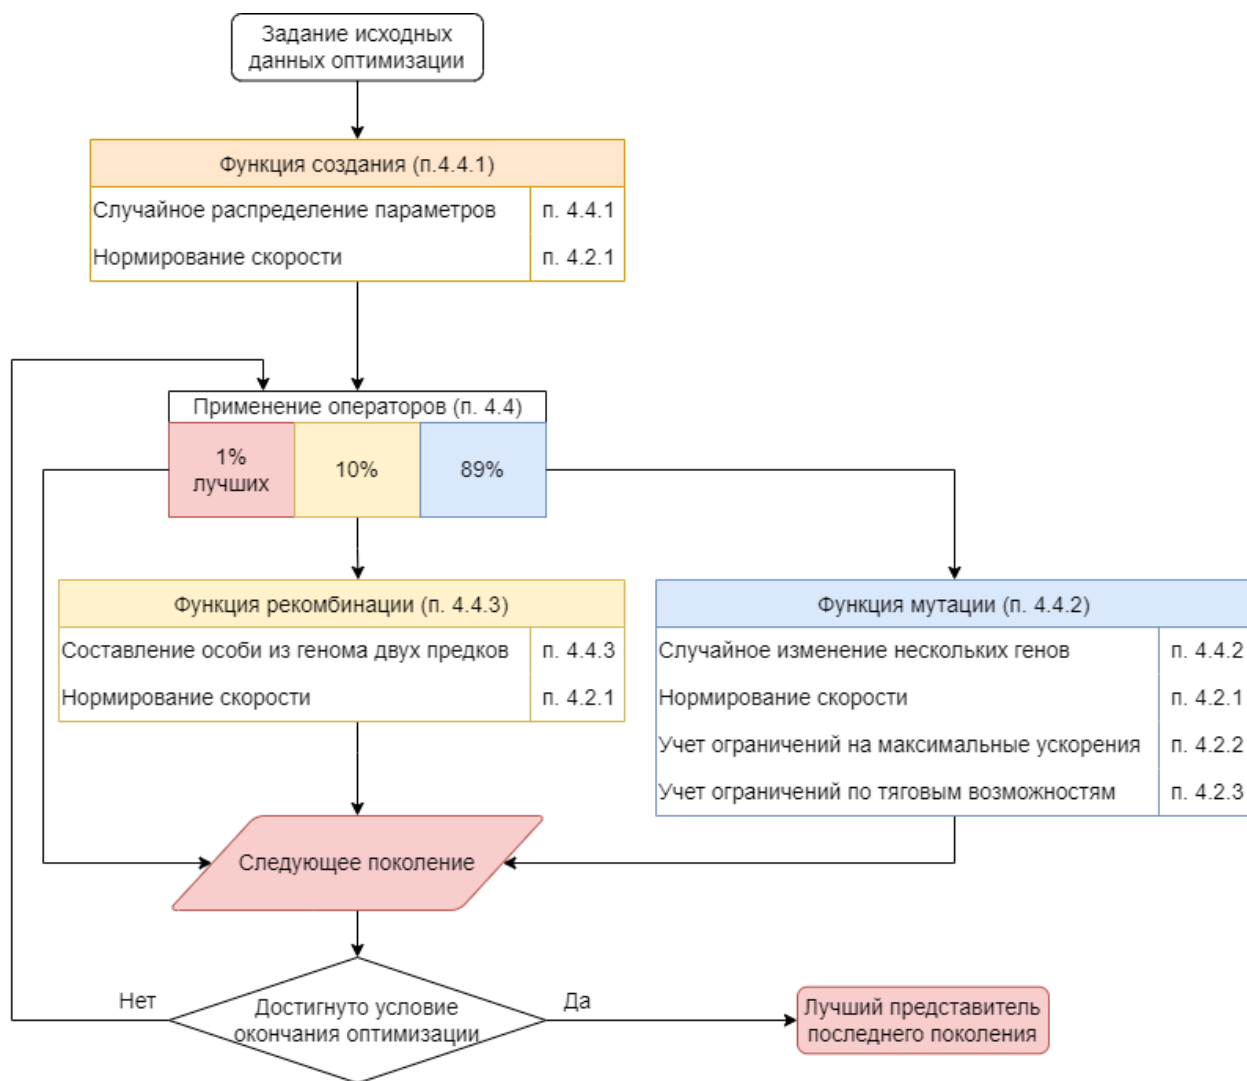 Задание исходных
данных оптимизации
Функция создания (п.4.4.1)
Случайное распределение параметров п. 4.4.1
Нормирование скорости п. 4.2.1
Применение операторов (п. 4.4)
1%
лучших
10%
89%
Функция рекомбинации (п. 4.4.3)
Составление особи из генома двух предков п. 4.4.3
Нормирование скорости п. 4.2.1
Функция мутации (п. 4.4.2)
Случайное изменение нескольких генов п. 4.4.2
Нормирование скорости п. 4.2.1
Учет ограничений на максимальные ускорения п. 4.2.2
Учет ограничений по тяговым возможностям п. 4.2.3
Следующее поколение
Нет
Достигнуто условие
окончания оптимизации
Да
Лучший представитель
последнего поколения